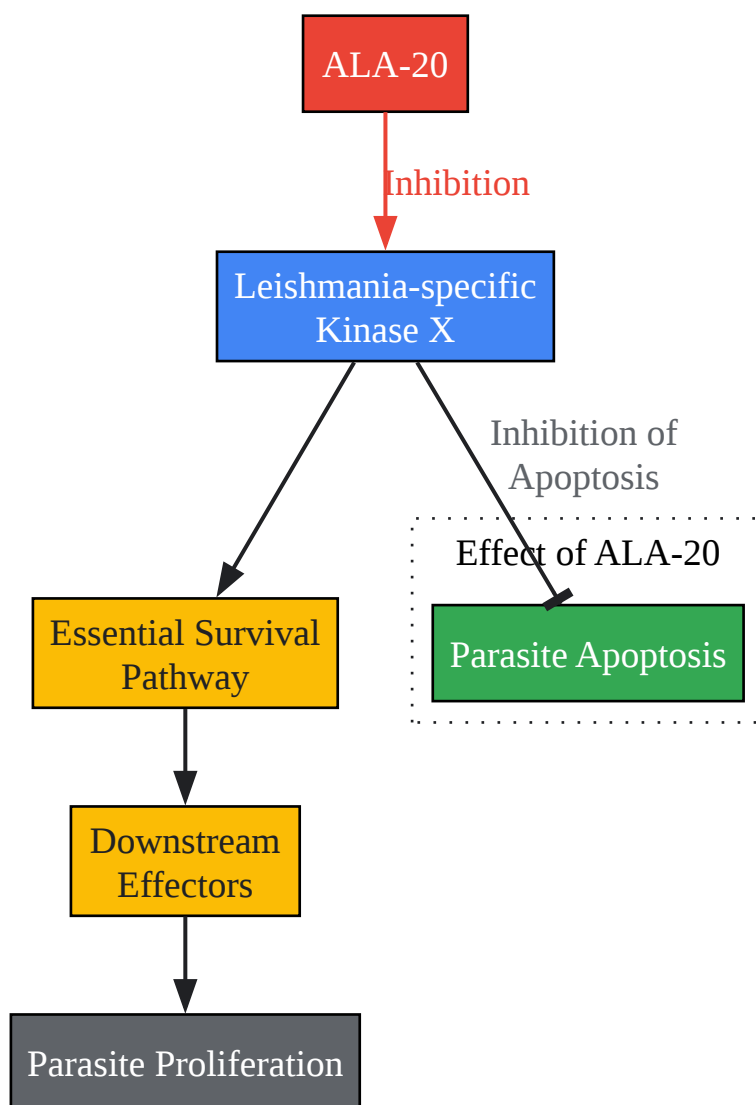 ALA-20
Inhibition
Leishmania-specific
Kinase X
Inhibition of
Apoptosis
Effect of ALA-20
Essential Survival
Pathway
Parasite Apoptosis
Downstream
Effectors
Parasite Proliferation